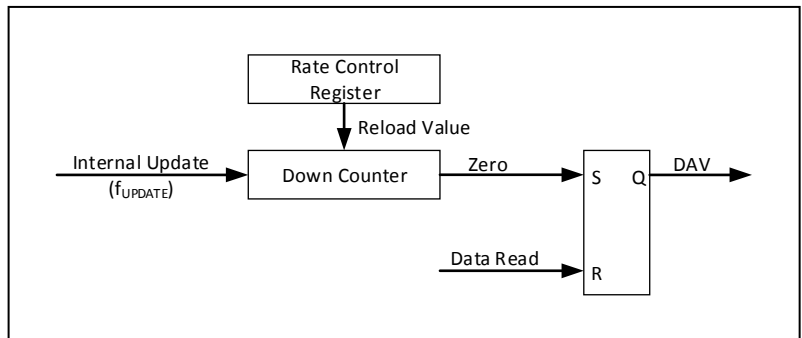 Rate Control
Register
Reload Value
Internal Update
(fUPDATE)
Down Counter
Zero
S
Q
DAV
Data Read
R